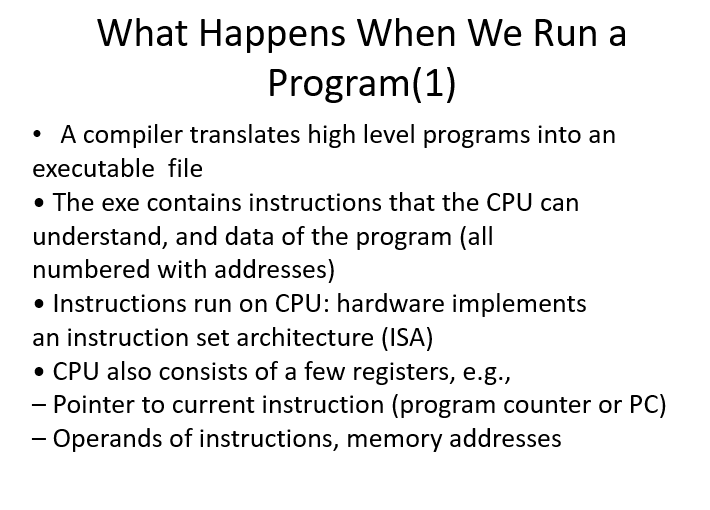 What Happens When We Run a
Program(1)
• A compiler translates high level programs into an
executable file
• The exe contains instructions that the CPU can
understand, and data of the program (all
numbered with addresses)
• Instructions run on CPU: hardware implements
an instruction set architecture (ISA)
• CPU also consists of a few registers, e.g.,
– Pointer to current instruction (program counter or PC)
– Operands of instructions, memory addresses